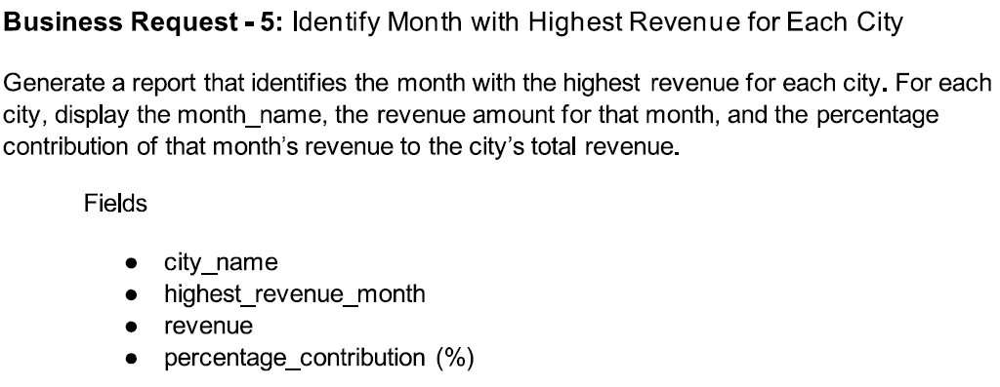 Business Request - 5: Identify Month with Highest Revenue for Each City
Generate a report that identifies the month with the highest revenue for each city. For each
city, display the month_name, the revenue amount for that month, and the percentage
contribution of that month's revenue to the city's total revenue.
Fields
● city_name
● highest_revenue_month
● revenue
● percentage_contribution (%)